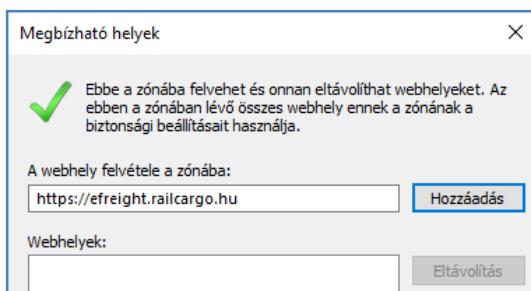 Megbízható helyek
Ebbe a zónába felvehet és onnan eltávolíthat webhelyeket. Az
ebben a zónában lévő összes webhely ennek a zónának a
biztonsági beállításait használja.
A webhely felvétele a zónába:
https://efreight.railcargo.hu
Hozzáadás
Webhelyek:
Eltávolítás